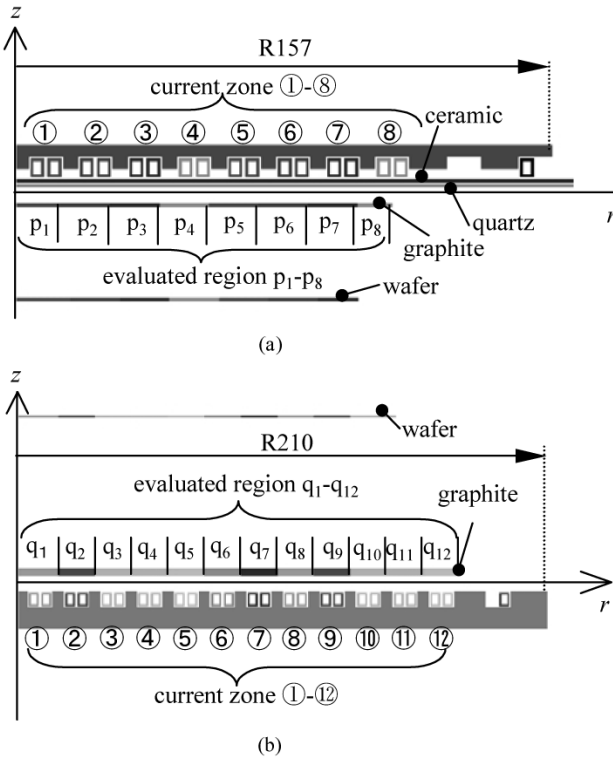 z
R157
current zone ①-⑧
① ② ③ ④ ⑤ ⑥ ⑦ ⑧
ceramic
quartz
r
p₁ p₂ p₃ p₄ p₅ p₆ p₇ p₈
graphite
evaluated region p₁-p₈
wafer
(a)
z
wafer
R210
evaluated region q₁-q₁₂
graphite
q₁ q₂ q₃ q₄ q₅ q₆ q₇ q₈ q₉ q₁₀ q₁₁ q₁₂
r
① ② ③ ④ ⑤ ⑥ ⑦ ⑧ ⑨ ⑩ ⑪ ⑫
current zone ①-⑫
(b)